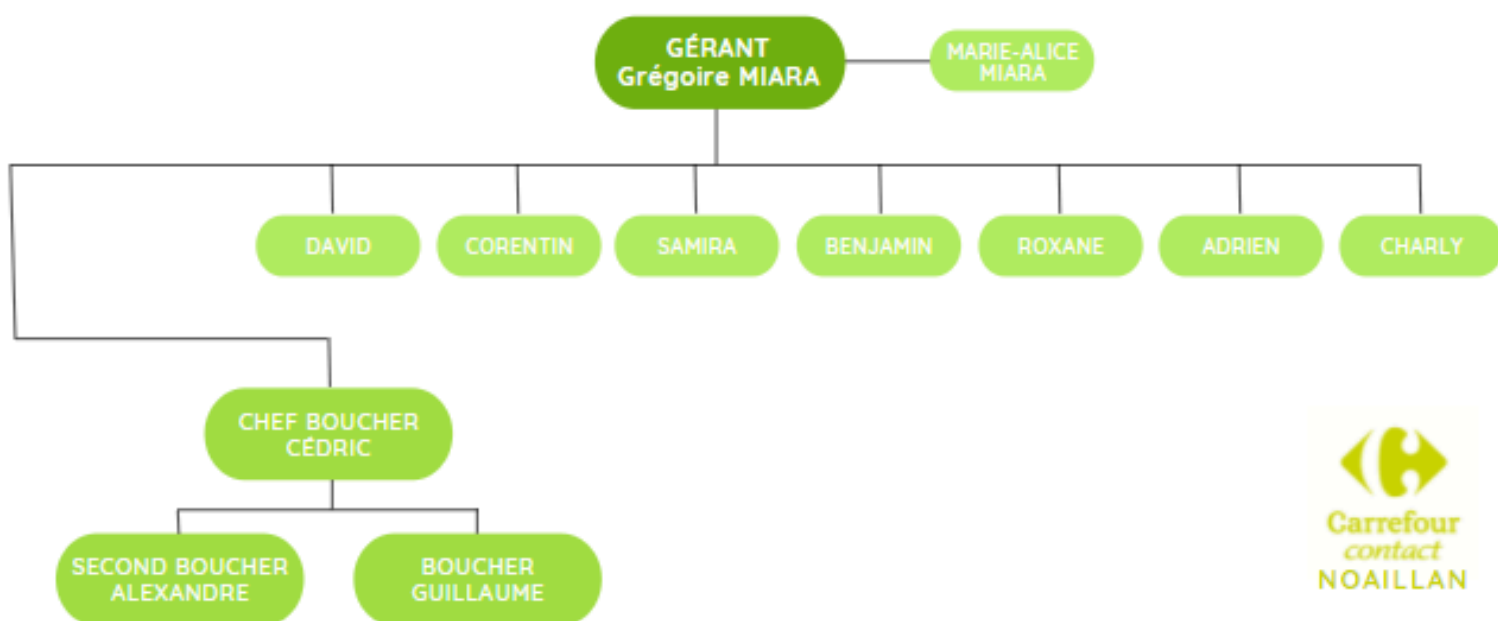 GÉRANT
Grégoire MIARA
MARIE-ALICE
MIARA
DAVID
CORENTIN
SAMIRA
BENJAMIN
ROXANE
ADRIEN
CHARLY
CHEF BOUCHER
CÉDRIC
SECOND BOUCHER
ALEXANDRE
BOUCHER
GUILLAUME
Carrefour
contact
NOAILLAN